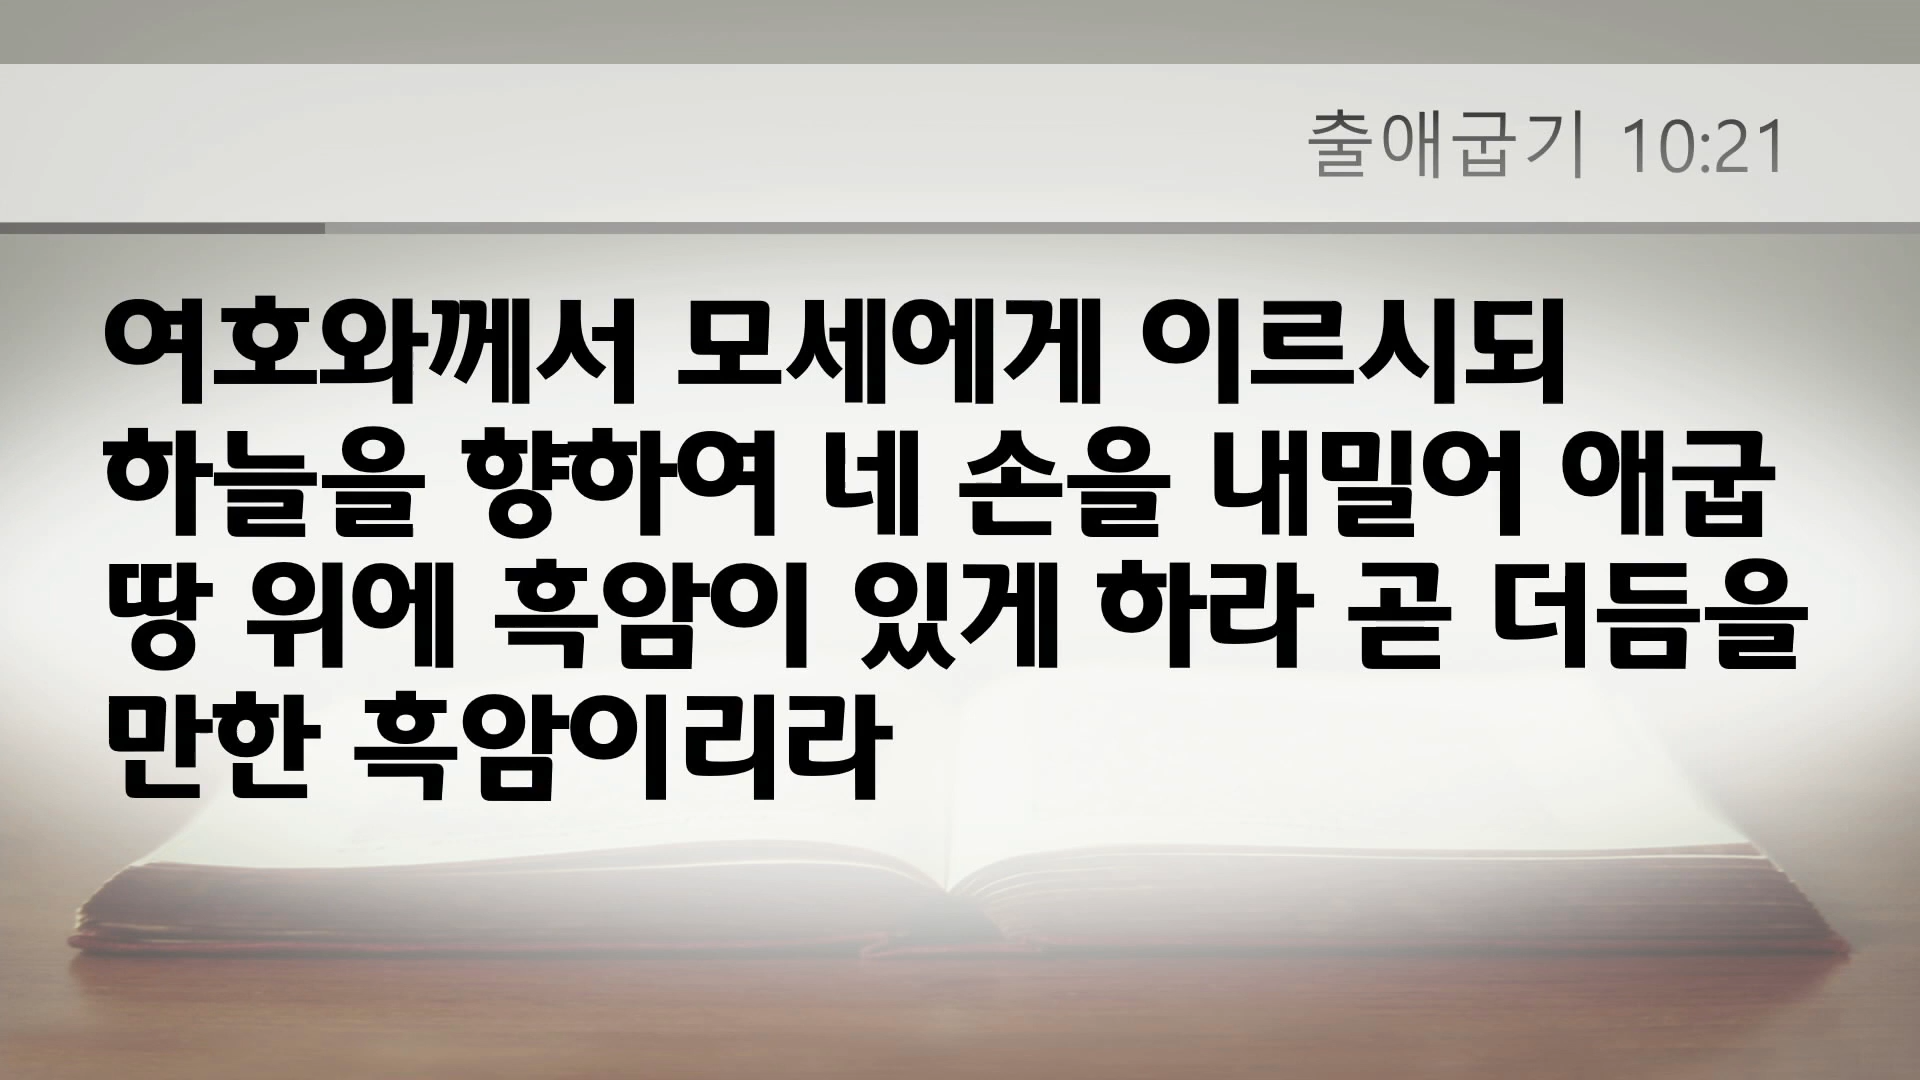 출애굽기 10:21
여호와께서 모세에게 이르시되
하늘을 향하여 네 손을 내밀어 애굽
땅 위에 흑암이 있게 하라 곧 더듬을
만한 흑암이리라